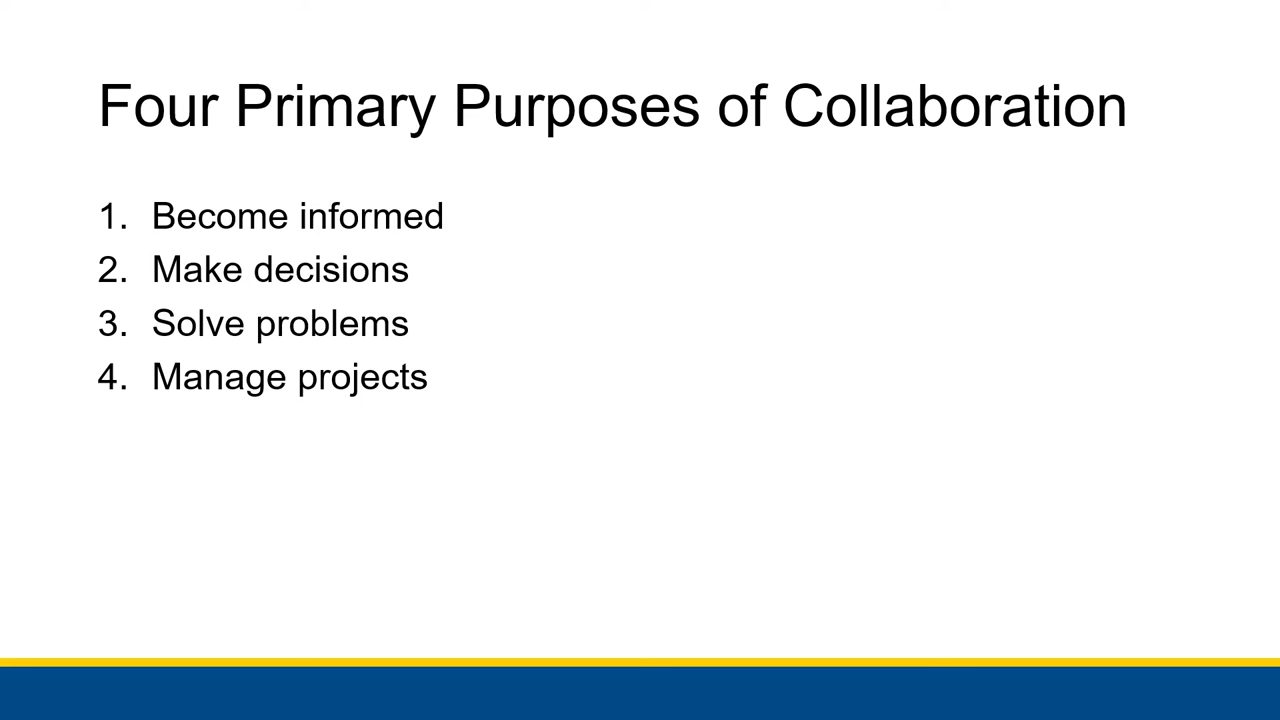 Four Primary Purposes of Collaboration
1. Become informed
2. Make decisions
3. Solve problems
4. Manage projects